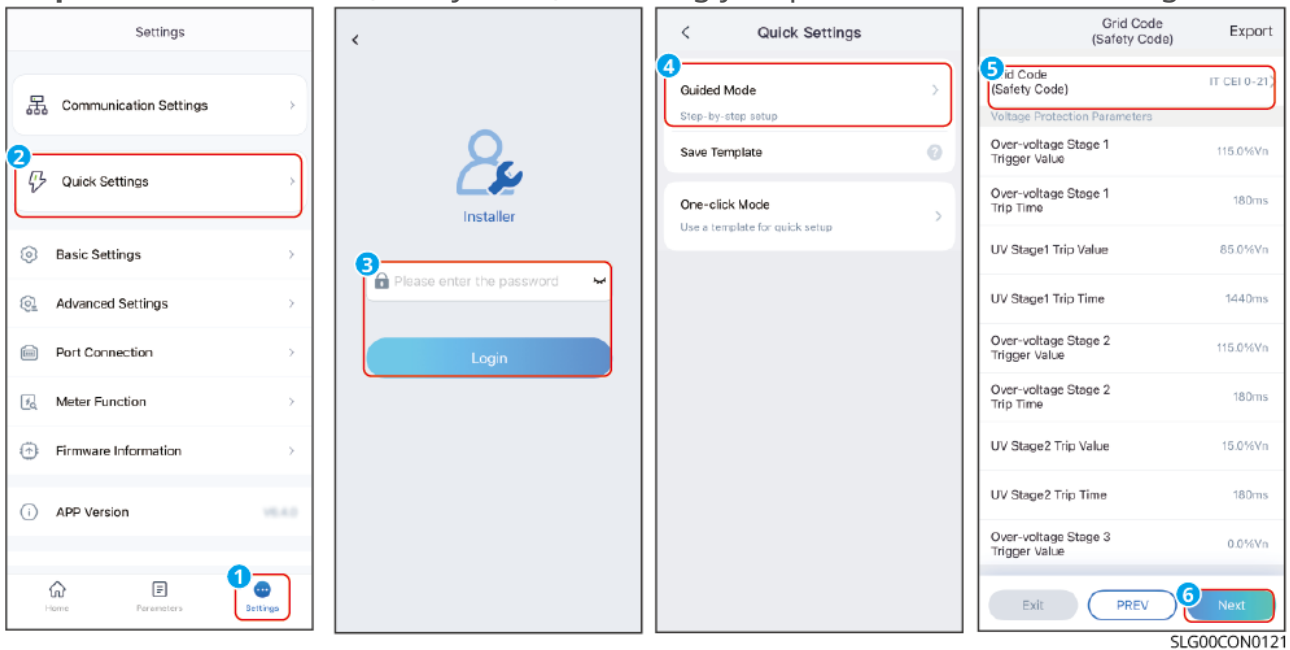 Settings
Communication Settings
2
Quick Settings
Basic Settings
Advanced Settings
Port Connection
Meter Function
Firmware Information
APP Version
1
Home Parameters Settings
Installer
3
Please enter the password
Login
Quick Settings
4
Guided Mode
Step-by-step setup
Save Template ?
One-click Mode
Use a template for quick setup
Grid Code
(Safety Code) Export
5
id Code
(Safety Code) IT CEI 0-21
Voltage Protection Parameters
Over-voltage Stage 1
Trigger Value 115.0%Vn
Over-voltage Stage 1
Trip Time 180ms
UV Stage1 Trip Value 85.0%Vn
UV Stage1 Trip Time 1440ms
Over-voltage Stage 2
Trigger Value 115.0%Vn
Over-voltage Stage 2
Trip Time 180ms
UV Stage2 Trip Value 15.0%Vn
UV Stage2 Trip Time 180ms
Over-voltage Stage 3
Trigger Value 0.0%Vn
6
Exit PREV Next
SLG00CON0121